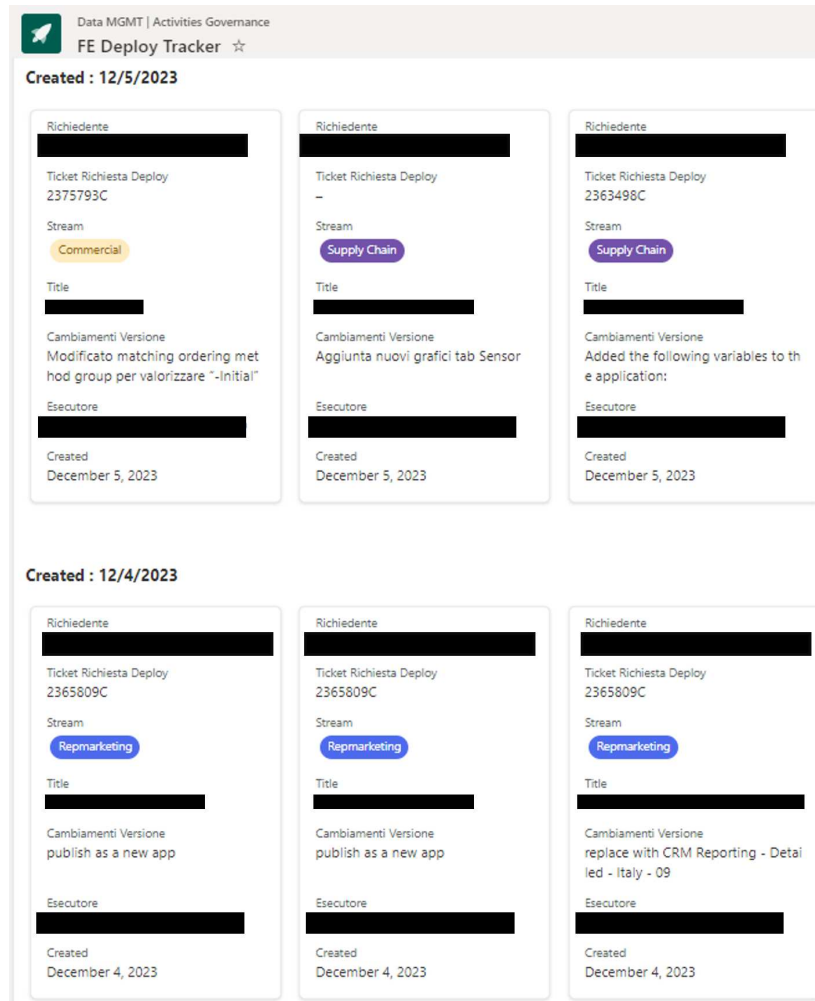 Data MGMT | Activities Governance
FE Deploy Tracker
Created : 12/5/2023
Richiedente
Ticket Richiesta Deploy
2375793C
Stream
Commercial
Title
Cambiamenti Versione
Modificato matching ordering met
hod group per valorizzare "-Initial"
Esecutore
Created
December 5, 2023
Richiedente
Ticket Richiesta Deploy
–
Stream
Supply Chain
Title
Cambiamenti Versione
Aggiunta nuovi grafici tab Sensor
Esecutore
Created
December 5, 2023
Richiedente
Ticket Richiesta Deploy
2363498C
Stream
Supply Chain
Title
Cambiamenti Versione
Added the following variables to th
e application:
Esecutore
Created
December 5, 2023
Created : 12/4/2023
Richiedente
Ticket Richiesta Deploy
2365809C
Stream
Repmarketing
Title
Cambiamenti Versione
publish as a new app
Esecutore
Created
December 4, 2023
Richiedente
Ticket Richiesta Deploy
2365809C
Stream
Repmarketing
Title
Cambiamenti Versione
publish as a new app
Esecutore
Created
December 4, 2023
Richiedente
Ticket Richiesta Deploy
2365809C
Stream
Repmarketing
Title
Cambiamenti Versione
replace with CRM Reporting - Detai
led - Italy - 09
Esecutore
Created
December 4, 2023